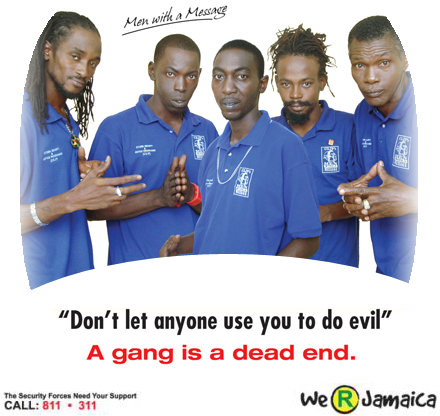 Men with a Message
“Don’t let anyone use you to do evil”
A gang is a dead end.
The Security Forces Need Your Support
CALL: 811 • 311
We R Jamaica